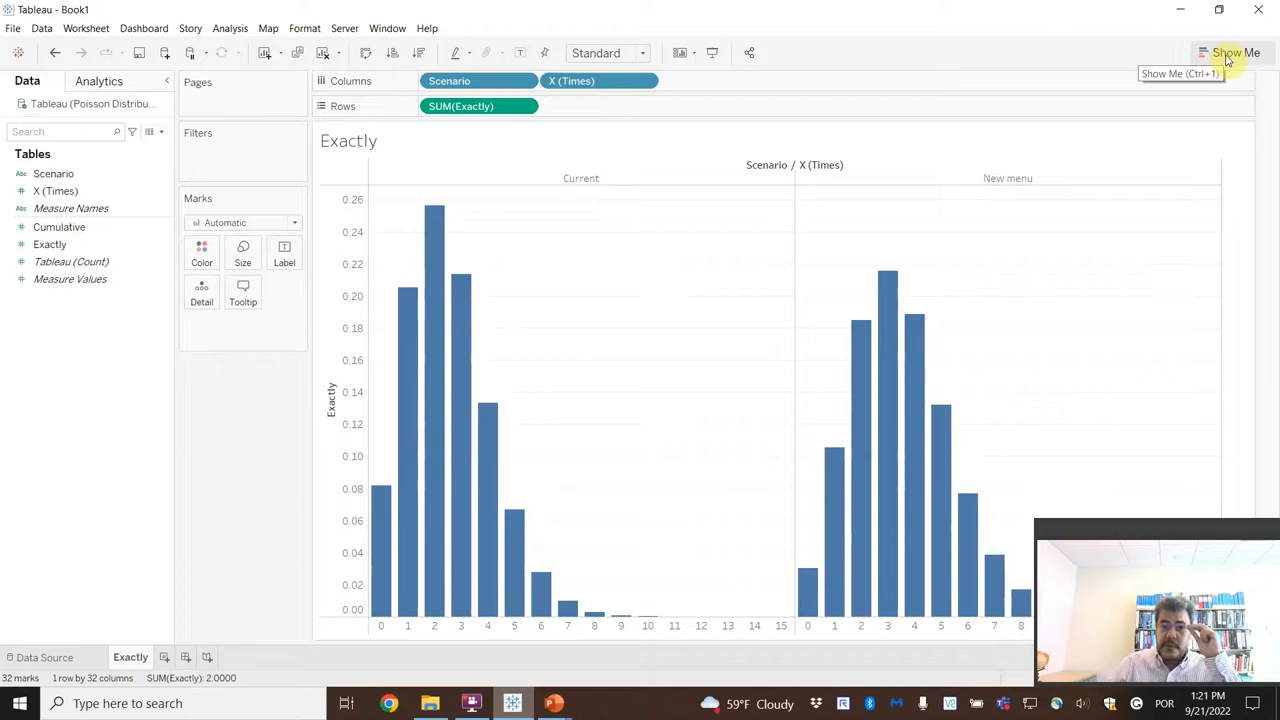 Tableau - Book1
File Data Worksheet Dashboard Story Analysis Map Format Server Window Help
Standard
Show Me
Show Me (Ctrl+1)
Data Analytics
Tableau (Poisson Distribu...
Search
Tables
Abc Scenario
# X (Times)
Abc Measure Names
# Cumulative
# Exactly
# Tableau (Count)
# Measure Values
Pages
Filters
Marks
Automatic
Color Size Label
Detail Tooltip
Columns Scenario X (Times)
Rows SUM(Exactly)
Exactly
Scenario / X (Times)
Current New menu
0.26
0.24
0.22
0.20
0.18
0.16
0.14
0.12
0.10
0.08
0.06
0.04
0.02
0.00
Exactly
0 1 2 3 4 5 6 7 8 9 10 11 12 13 14 15 0 1 2 3 4 5 6 7 8
Data Source Exactly
32 marks 1 row by 32 columns SUM(Exactly): 2.0000
Type here to search
59°F Cloudy
POR
1:21 PM
9/21/2022